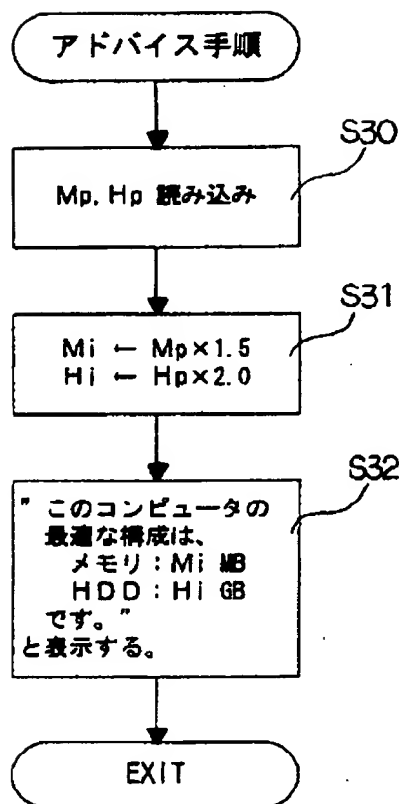 アドバイス手順
S30
Mp, Hp 読み込み
S31
Mi ← Mp×1.5
Hi ← Hp×2.0
S32
" このコンピュータの
最適な構成は、
メモリ：Mi MB
HDD：Hi GB
です。"
と表示する。
EXIT